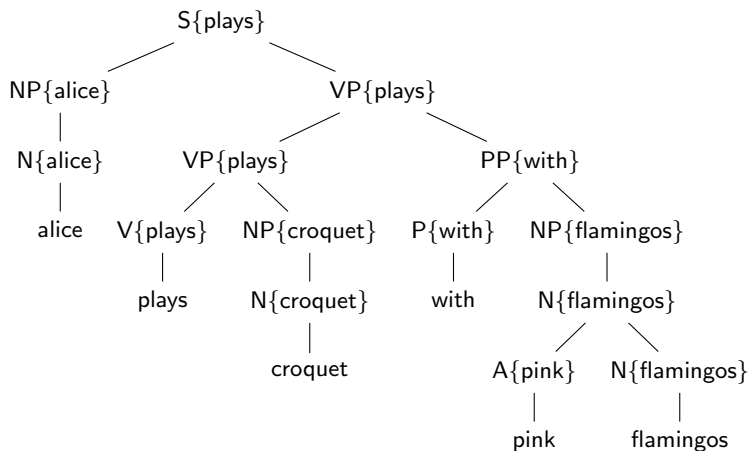 S{plays}
NP{alice} VP{plays}
N{alice} VP{plays} PP{with}
alice V{plays} NP{croquet} P{with} NP{flamingos}
plays N{croquet} with N{flamingos}
croquet A{pink} N{flamingos}
pink flamingos